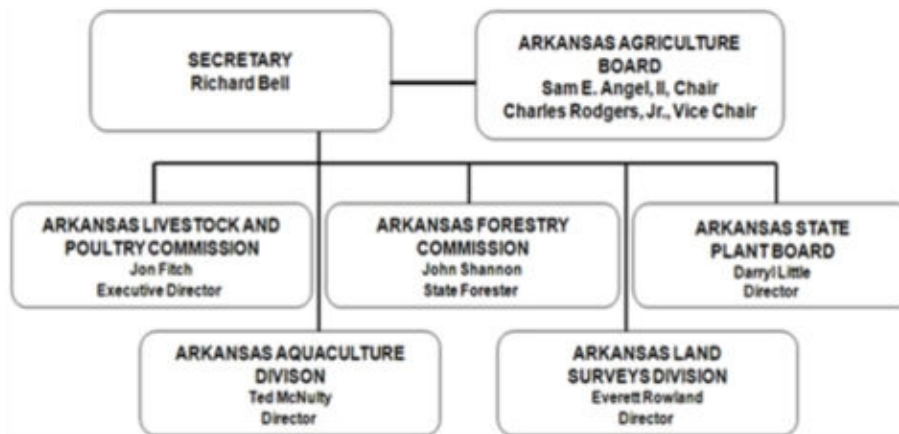 SECRETARY
Richard Bell
ARKANSAS AGRICULTURE
BOARD
Sam E. Angel, II, Chair
Charles Rodgers, Jr., Vice Chair
ARKANSAS LIVESTOCK AND
POULTRY COMMISSION
Jon Fitch
Executive Director
ARKANSAS FORESTRY
COMMISSION
John Shannon
State Forester
ARKANSAS STATE
PLANT BOARD
Darryl Little
Director
ARKANSAS AQUACULTURE
DIVISON
Ted McNulty
Director
ARKANSAS LAND
SURVEYS DIVISION
Everett Rowland
Director